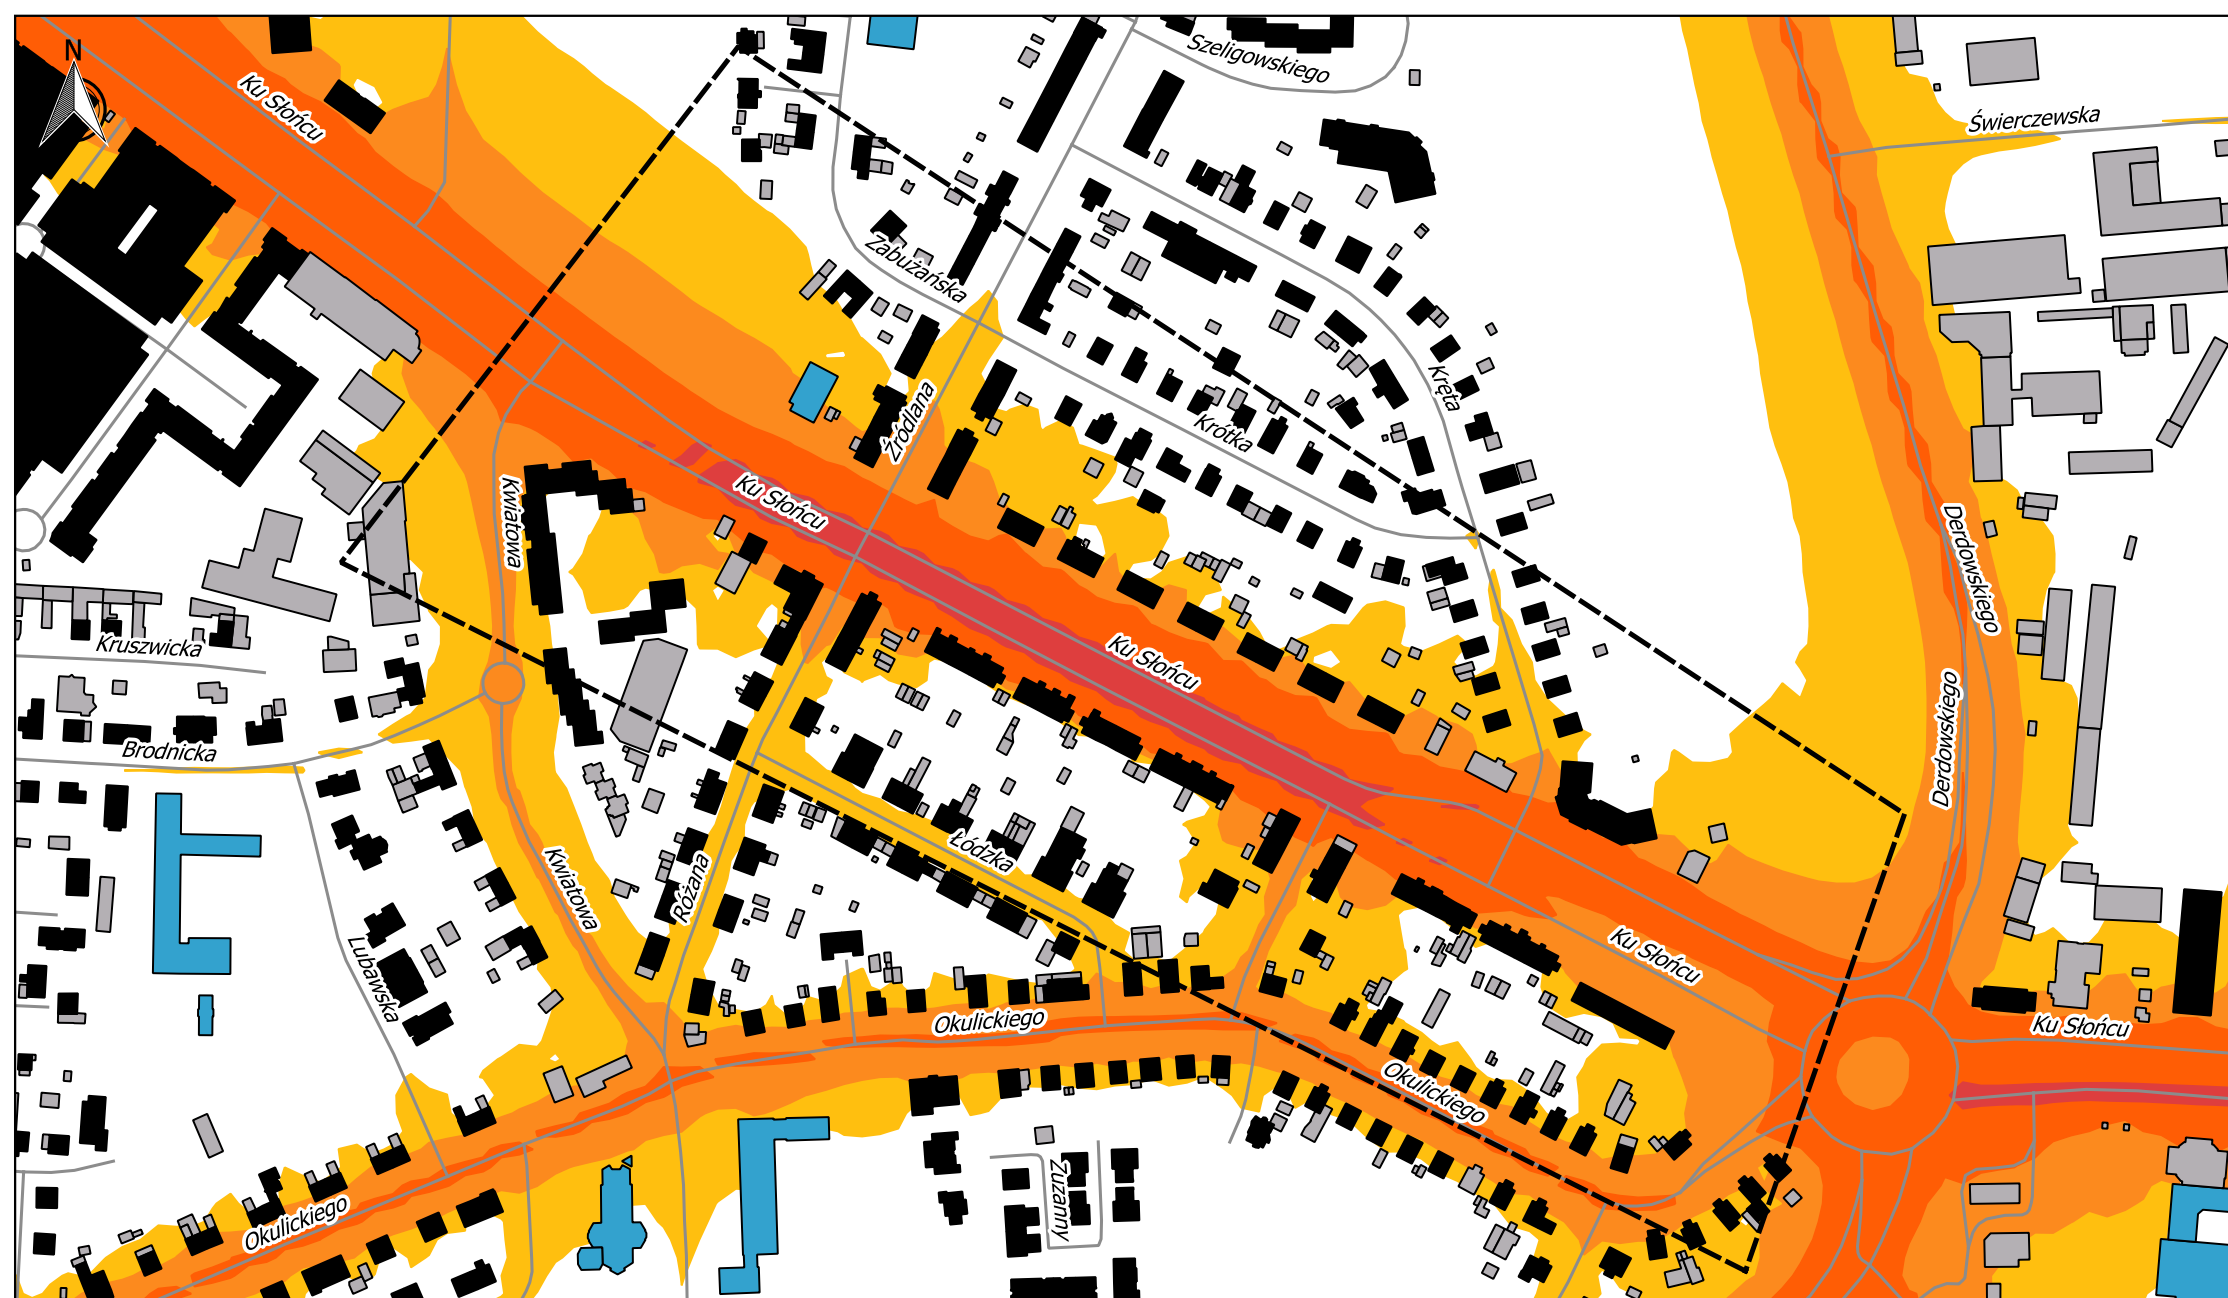 N
Ku Słońcu
Szeligowskiego
Świerczewska
Zabużańska
Kręta
Źródlana
Krótka
Kwiatowa
Ku Słońcu
Derdowskiego
Kruszwicka
Ku Słońcu
Brodnicka
Derdowskiego
Łódzka
Kwiatowa
Różana
Lubawska
Ku Słońcu
Okulickiego
Ku Słońcu
Okulickiego
Zuzanny
Okulickiego